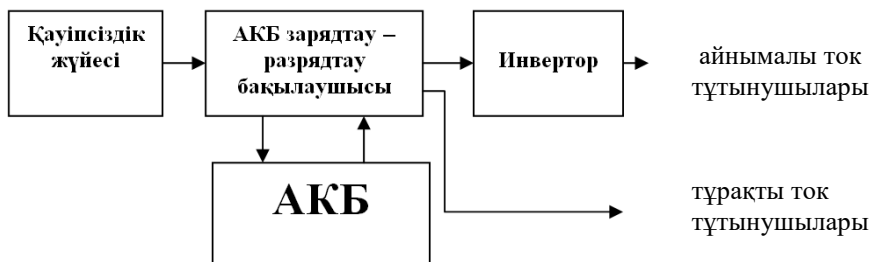 Қауіпсіздік
жүйесі
АКБ зарядтау –
разрядтау
бақылаушысы
Инвертор
айнымалы ток
тұтынушылары
АКБ
тұрақты ток
тұтынушылары